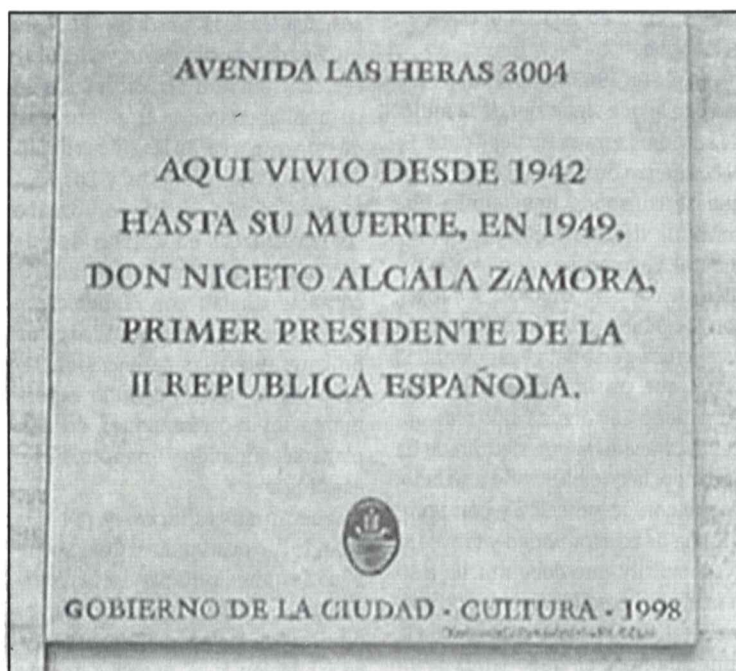 AVENIDA LAS HERAS 3004
AQUI VIVIO DESDE 1942
HASTA SU MUERTE, EN 1949,
DON NICETO ALCALA ZAMORA,
PRIMER PRESIDENTE DE LA
II REPUBLICA ESPAÑOLA.
GOBIERNO DE LA CIUDAD - CULTURA - 1998